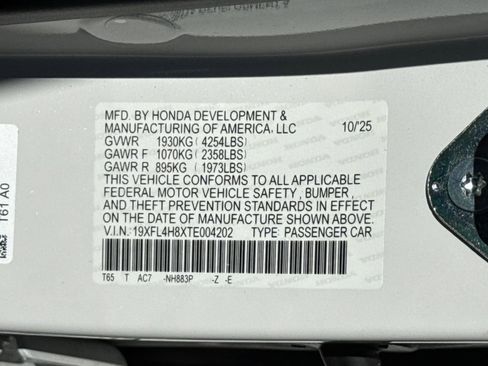 MFD. BY HONDA DEVELOPMENT &
MANUFACTURING OF AMERICA, LLC 10/'25
GVWR 1930KG ( 4254LBS)
GAWR F 1070KG ( 2358LBS)
GAWR R 895KG ( 1973LBS)
THIS VEHICLE CONFORMS TO ALL APPLICABLE
FEDERAL MOTOR VEHICLE SAFETY , BUMPER ,
AND THEFT PREVENTION STANDARDS IN EFFECT
ON THE DATE OF MANUFACTURE SHOWN ABOVE.
V.I.N.: 19XFL4H8XTE004202 TYPE: PASSENGER CAR
T65 T AC7 -NH883P -Z -E
T61 A0